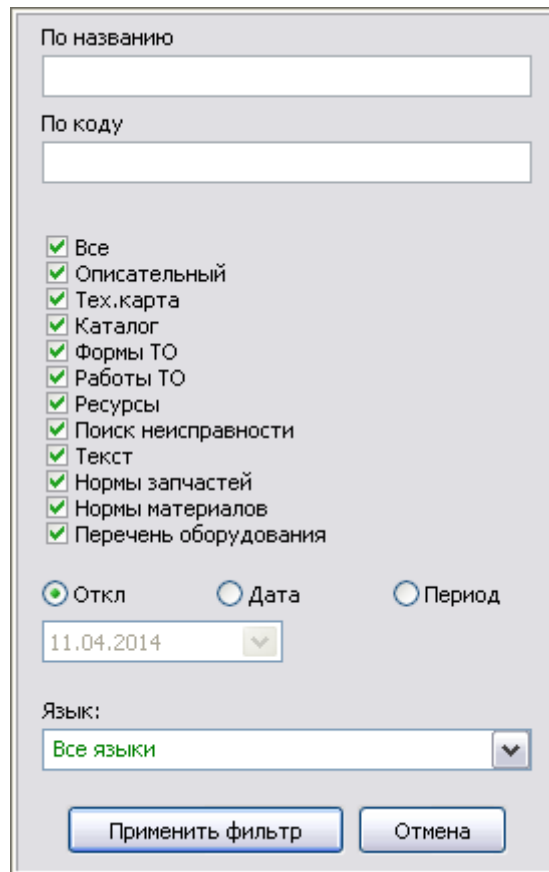 По названию
По коду
Все
Описательный
Тех.карта
Каталог
Формы ТО
Работы ТО
Ресурсы
Поиск неисправности
Текст
Нормы запчастей
Нормы материалов
Перечень оборудования
Откл Дата Период
11.04.2014
Язык:
Все языки
Применить фильтр Отмена